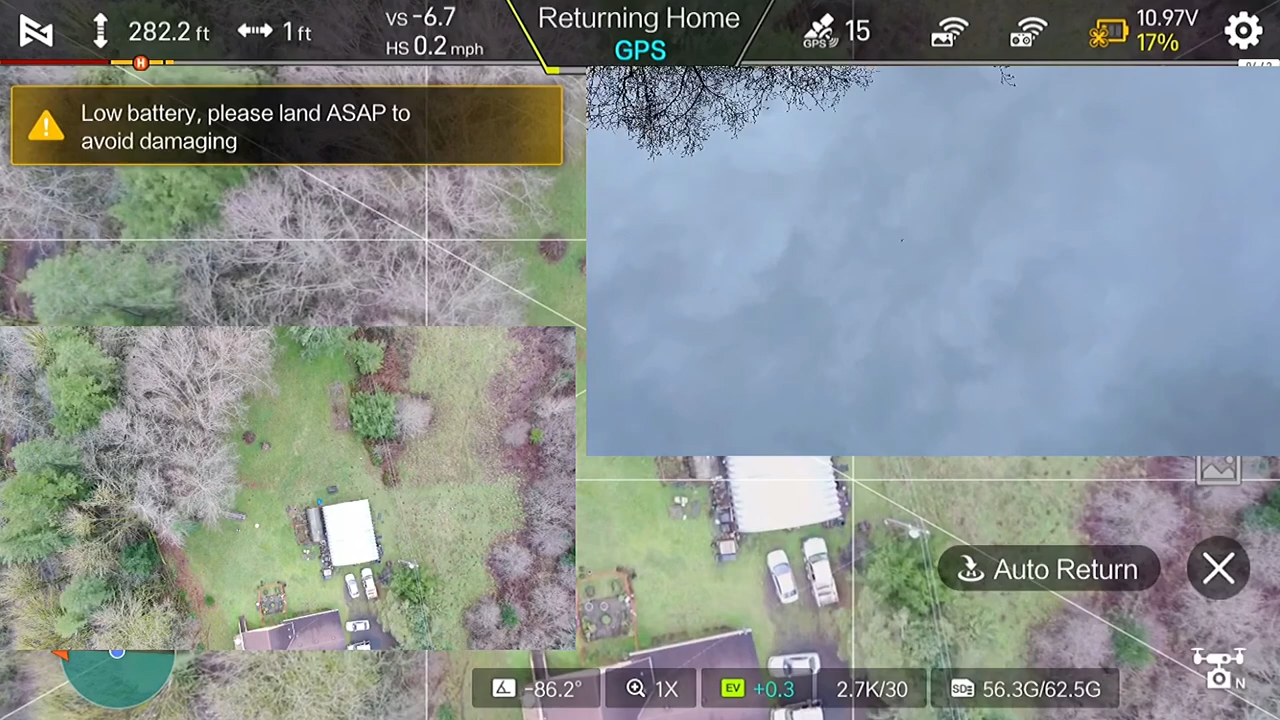 282.2 ft
1 ft
VS -6.7
HS 0.2 mph
Returning Home
GPS
GPS
15
10.97V
17%
H
Low battery, please land ASAP to
avoid damaging
Auto Return
-86.2°
1X
EV +0.3
2.7K/30
SD 56.3G/62.5G
N